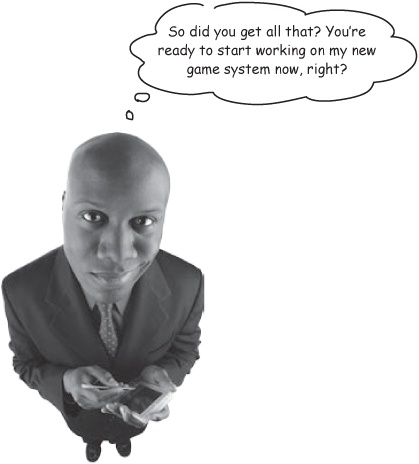 So did you get all that? You're
ready to start working on my new
game system now, right?